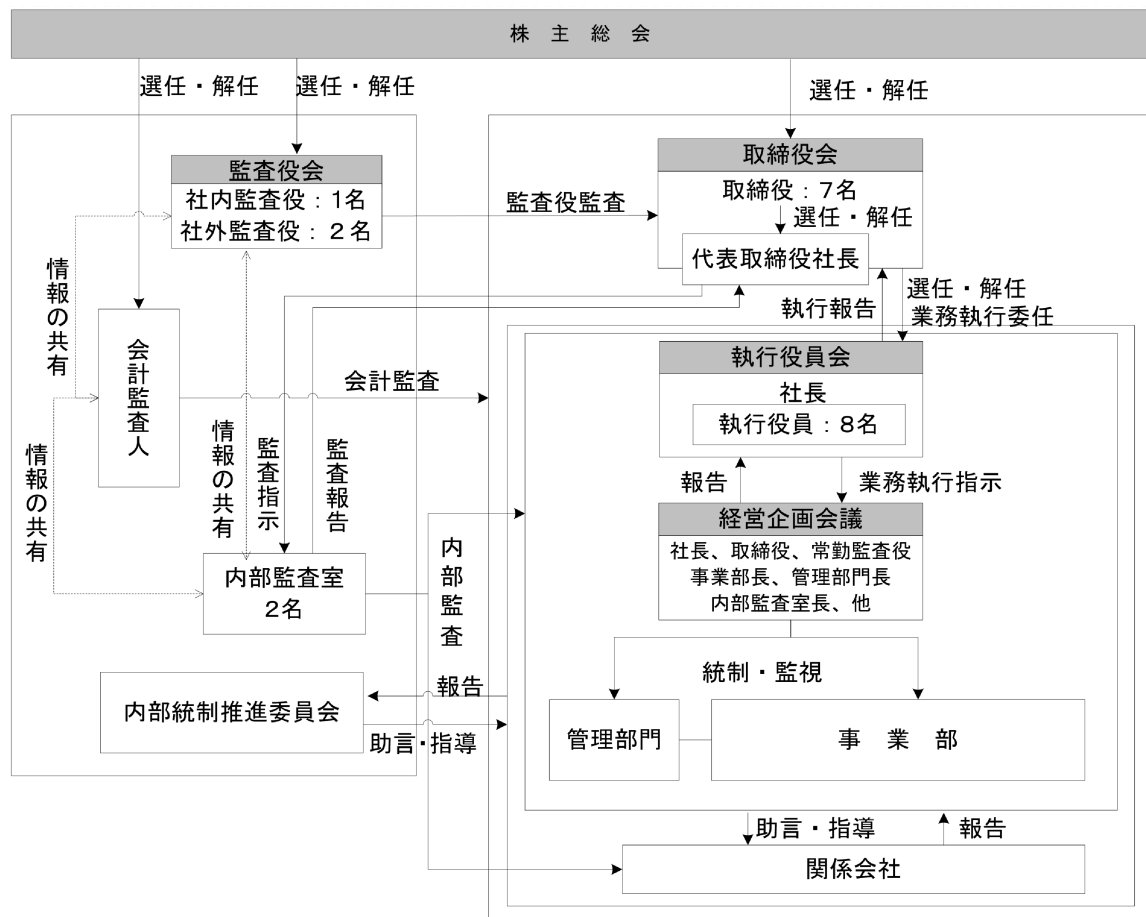 株主総会
選任・解任
選任・解任
選任・解任
監査役会
社内監査役：1名
社外監査役：2名
監査役監査
取締役会
取締役：7名
選任・解任
代表取締役社長
情報の共有
会計監査人
会計監査
執行報告
選任・解任
業務執行委任
執行役員会
社長
執行役員：8名
情報の共有
情報の共有
監査指示
監査報告
報告
業務執行指示
経営企画会議
社長、取締役、常勤監査役
事業部長、管理部門長
内部監査室長、他
内部監査室
2名
内部監査
統制・監視
内部統制推進委員会
報告
助言・指導
管理部門
事業部
助言・指導
報告
関係会社